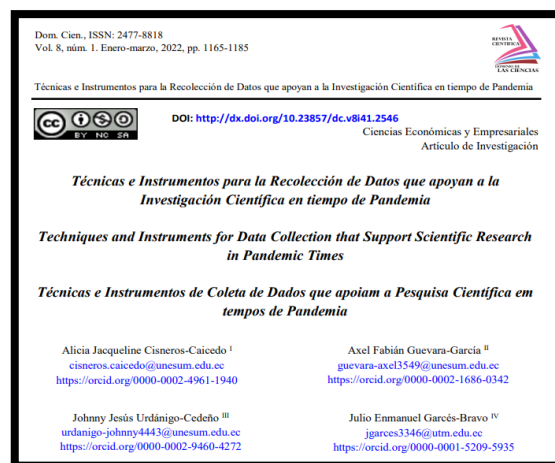 Dom. Cien., ISSN: 2477-8818
Vol. 8, núm. 1. Enero-marzo, 2022, pp. 1165-1185
REVISTA
CIENTÍFICA
DOMINIO DE
LAS CIENCIAS
Técnicas e Instrumentos para la Recolección de Datos que apoyan a la Investigación Científica en tiempo de Pandemia
cc
BY NC SA
DOI: http://dx.doi.org/10.23857/dc.v8i41.2546
Ciencias Económicas y Empresariales
Artículo de Investigación
Técnicas e Instrumentos para la Recolección de Datos que apoyan a la
Investigación Científica en tiempo de Pandemia
Techniques and Instruments for Data Collection that Support Scientific Research
in Pandemic Times
Técnicas e Instrumentos de Coleta de Dados que apoiam a Pesquisa Científica em
tempos de Pandemia
Alicia Jacqueline Cisneros-Caicedo I
cisneros.caicedo@unesum.edu.ec
https://orcid.org/0000-0002-4961-1940
Axel Fabián Guevara-García II
guevara-axel3549@unesum.edu.ec
https://orcid.org/0000-0002-1686-0342
Johnny Jesús Urdánigo-Cedeño III
urdanigo-johnny4443@unesum.edu.ec
https://orcid.org/0000-0002-9460-4272
Julio Enmanuel Garcés-Bravo IV
jgarces3346@utm.edu.ec
https://orcid.org/0000-0001-5209-5935